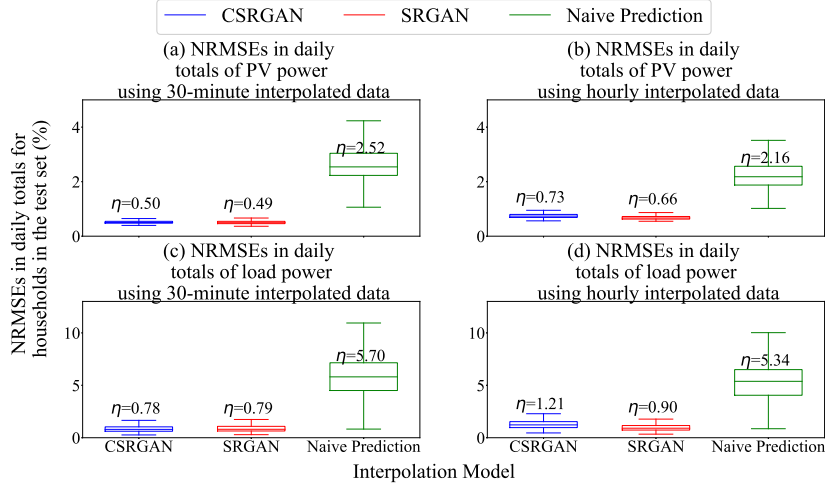 CSRGAN SRGAN Naive Prediction
(a) NRMSEs in daily
totals of PV power
using 30-minute interpolated data
(b) NRMSEs in daily
totals of PV power
using hourly interpolated data
NRMSEs in daily totals for
households in the test set (%)
4
2
0
η=0.50
η=0.49
η=2.52
4
2
0
η=0.73
η=0.66
η=2.16
(c) NRMSEs in daily
totals of load power
using 30-minute interpolated data
(d) NRMSEs in daily
totals of load power
using hourly interpolated data
10
5
0
η=0.78
η=0.79
η=5.70
CSRGAN SRGAN Naive Prediction
10
5
0
η=1.21
η=0.90
η=5.34
CSRGAN SRGAN Naive Prediction
Interpolation Model